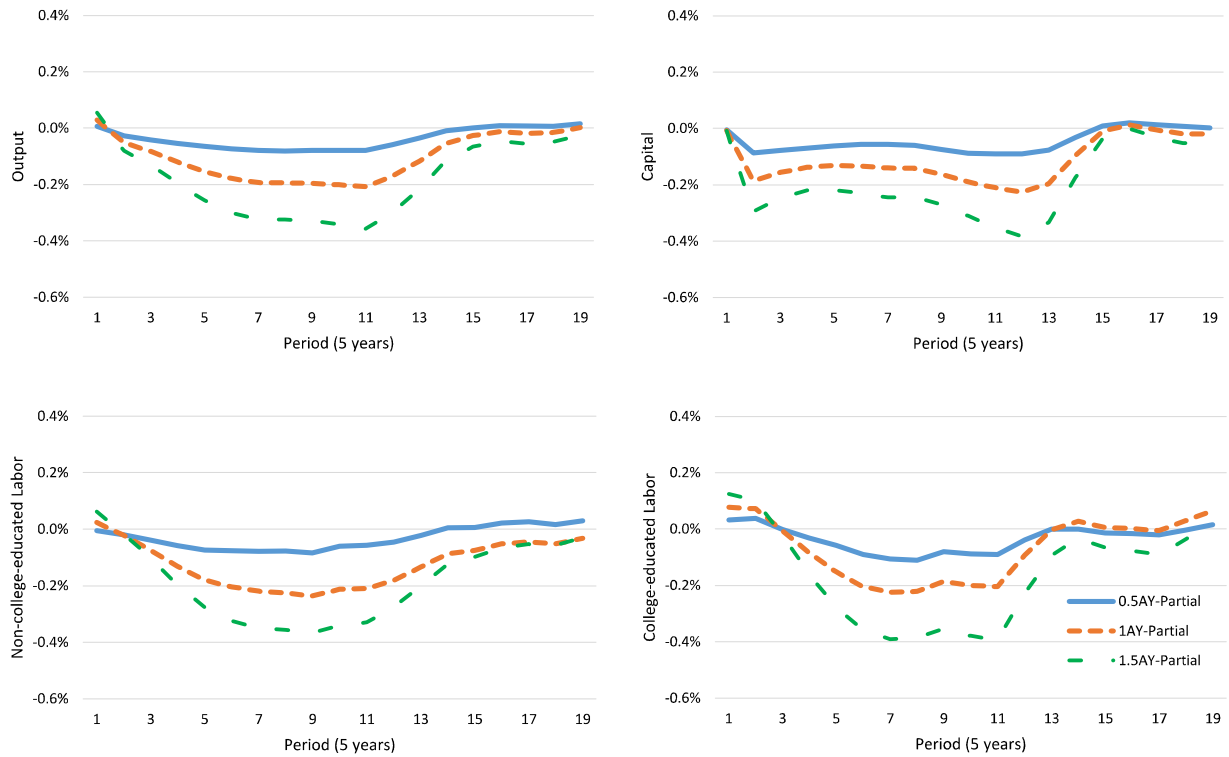 0.4%
0.2%
0.0%
-0.2%
-0.4%
-0.6%
Output
1 3 5 7 9 11 13 15 17 19
Period (5 years)
0.4%
0.2%
0.0%
-0.2%
-0.4%
-0.6%
Capital
1 3 5 7 9 11 13 15 17 19
Period (5 years)
0.4%
0.2%
0.0%
-0.2%
-0.4%
-0.6%
Non-college-educated Labor
1 3 5 7 9 11 13 15 17 19
Period (5 years)
0.4%
0.2%
0.0%
-0.2%
-0.4%
-0.6%
College-educated Labor
0.5AY-Partial
1AY-Partial
1.5AY-Partial
1 3 5 7 9 11 13 15 17 19
Period (5 years)